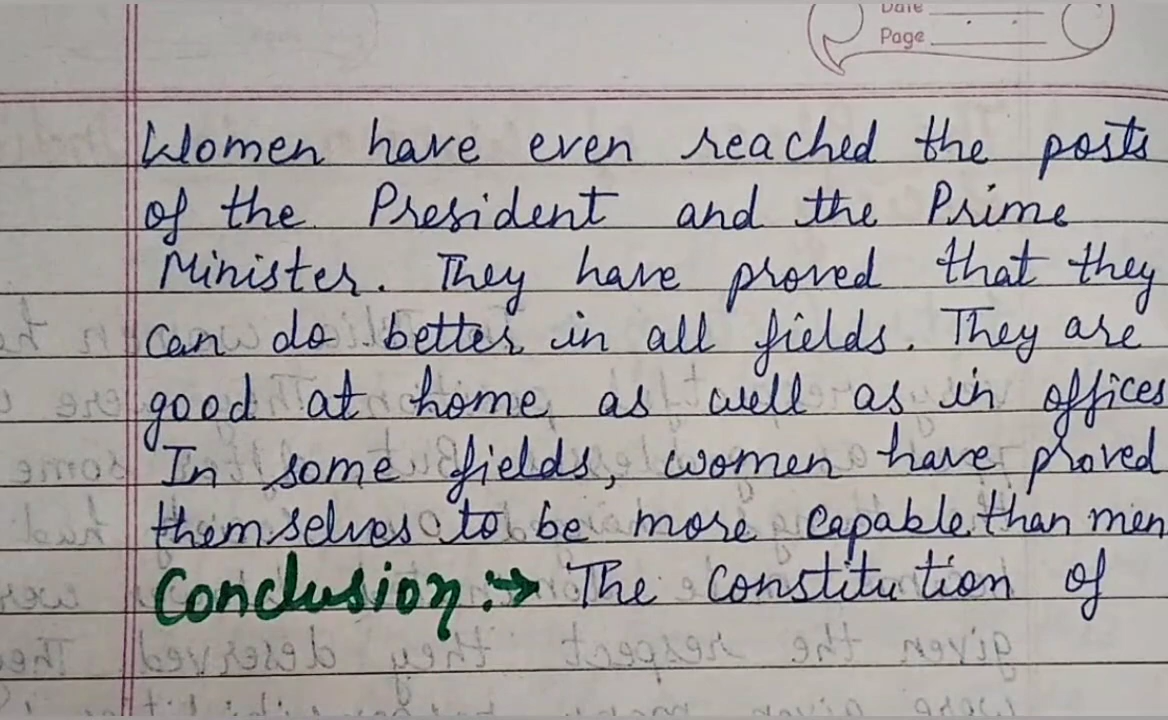 Date
Page
Women have even reached the posts
of the President and the Prime
Minister. They have proved that they
can do better in all fields. They are
good at home as well as in offices
In some fields, women have proved
themselves to be more capable than men
Conclusion :→ The Constitution of